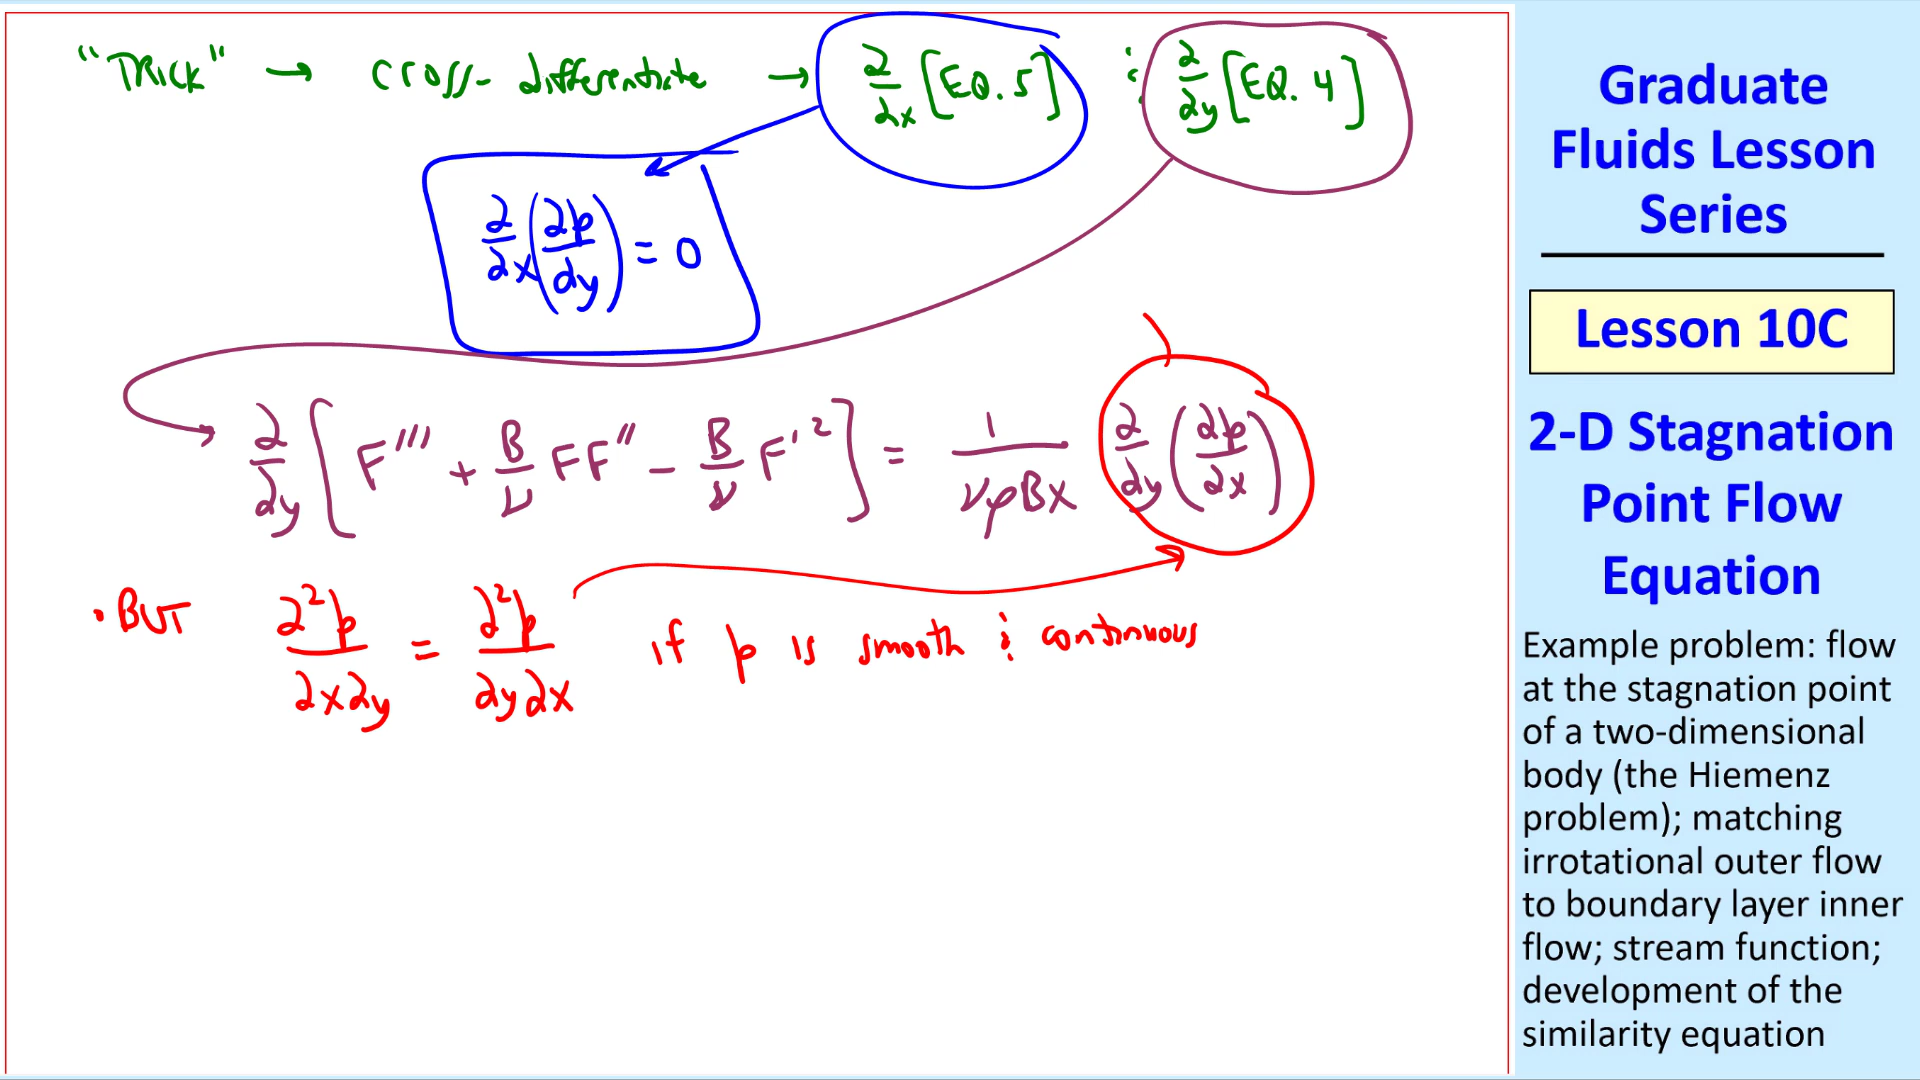 "TRICK" → cross-differentiate → ∂/∂x [EQ. 5] & ∂/∂y [EQ. 4]
∂/∂x (∂p/∂y) = 0
∂/∂y [F''' + B/ν FF'' − B/ν F'²] = 1/(νρBx) ∂/∂y (∂p/∂x)
• BUT ∂²p/∂x∂y = ∂²p/∂y∂x if p is smooth & continuous
Graduate
Fluids Lesson
Series
Lesson 10C
2-D Stagnation
Point Flow
Equation
Example problem: flow
at the stagnation point
of a two-dimensional
body (the Hiemenz
problem); matching
irrotational outer flow
to boundary layer inner
flow; stream function;
development of the
similarity equation